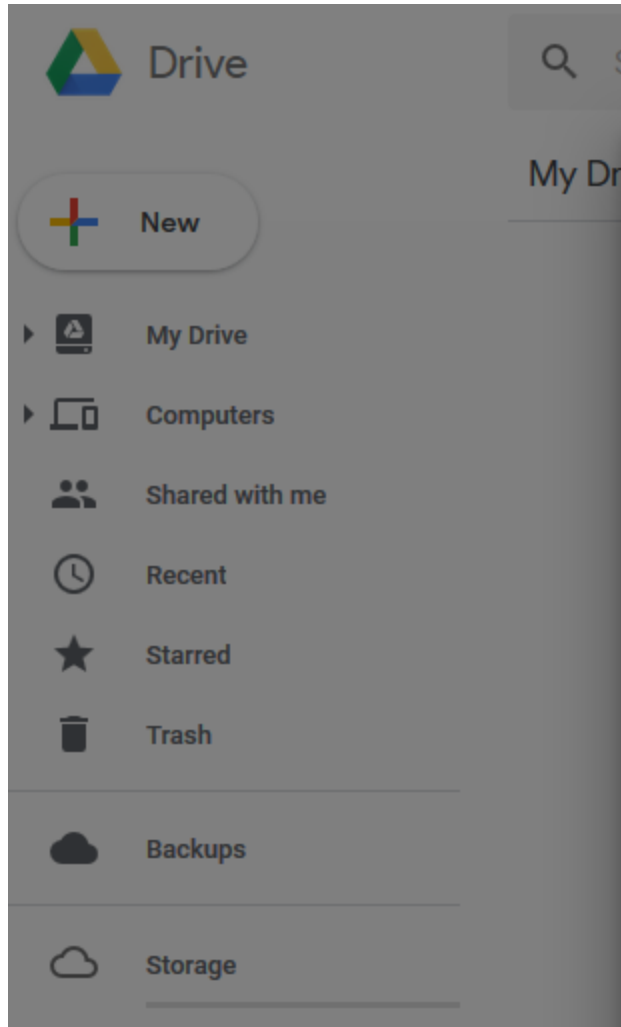 Drive
My Dr
New
My Drive
Computers
Shared with me
Recent
Starred
Trash
Backups
Storage